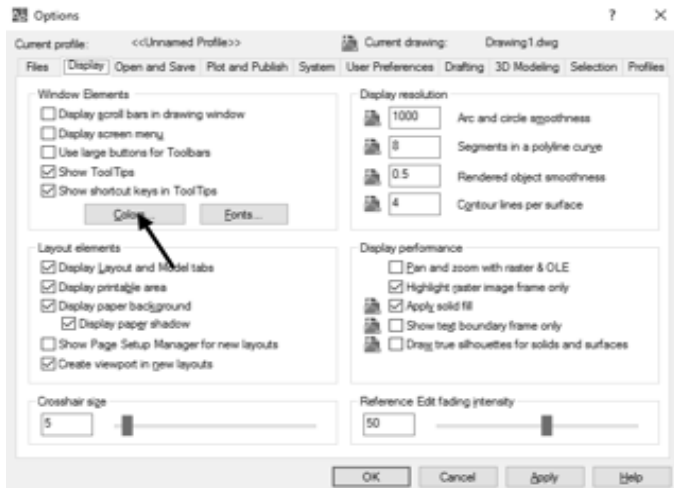 Options ? ×
Current profile: <<Unnamed Profile>> Current drawing: Drawing1.dwg
Files Display Open and Save Plot and Publish System User Preferences Drafting 3D Modeling Selection Profiles
Window Elements
Display scroll bars in drawing window
Display screen menu
Use large buttons for Toolbars
Show ToolTips
Show shortcut keys in ToolTips
Colors... Fonts...
Display resolution
1000 Arc and circle smoothness
8 Segments in a polyline curve
0.5 Rendered object smoothness
4 Contour lines per surface
Layout elements
Display Layout and Model tabs
Display printable area
Display paper background
Display paper shadow
Show Page Setup Manager for new layouts
Create viewport in new layouts
Display performance
Pan and zoom with raster & OLE
Highlight raster image frame only
Apply solid fill
Show text boundary frame only
Draw true silhouettes for solids and surfaces
Crosshair size
5
Reference Edit fading intensity
50
OK Cancel Apply Help